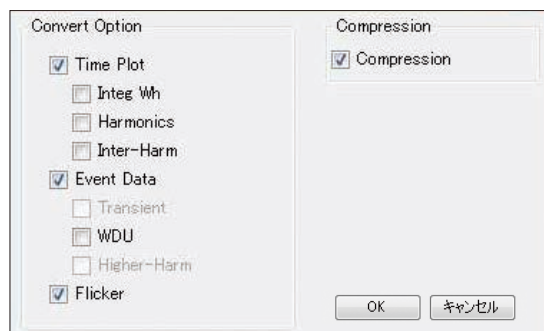 Convert Option
Time Plot
Integ Wh
Harmonics
Inter-Harm
Event Data
Transient
WDU
Higher-Harm
Flicker
Compression
Compression
OK
キャンセル